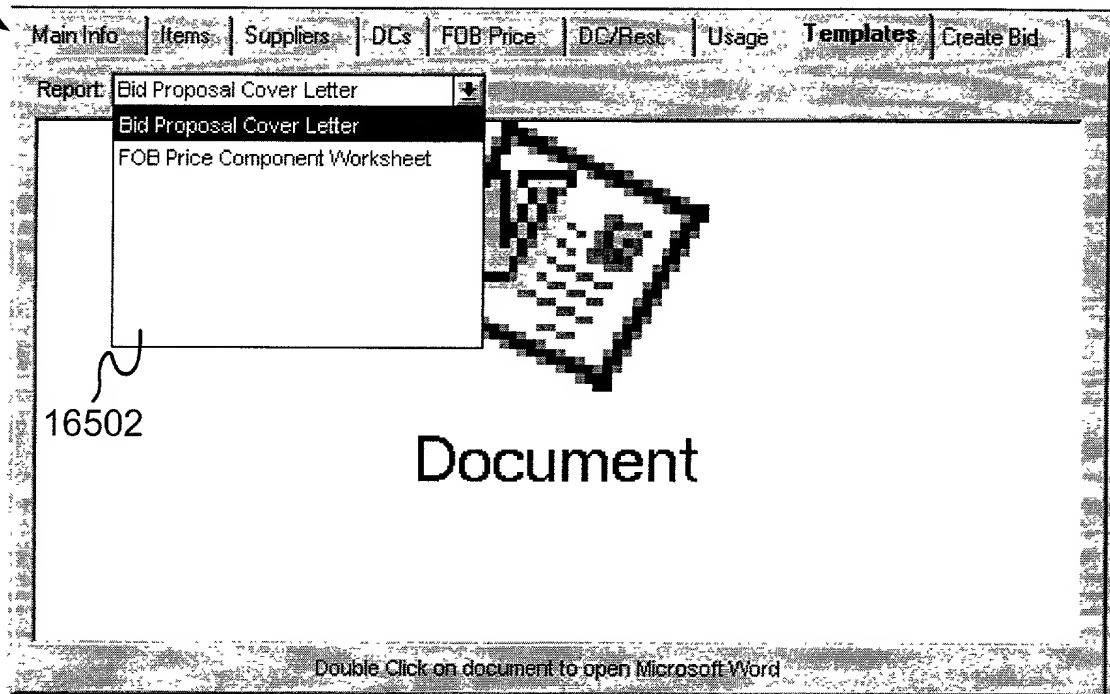 Main Info Items Suppliers DCs FOB Price DC/Rest. Usage Templates Create Bid
Report: Bid Proposal Cover Letter
Bid Proposal Cover Letter
FOB Price Component Worksheet
16502
Document
Double Click on document to open Microsoft Word